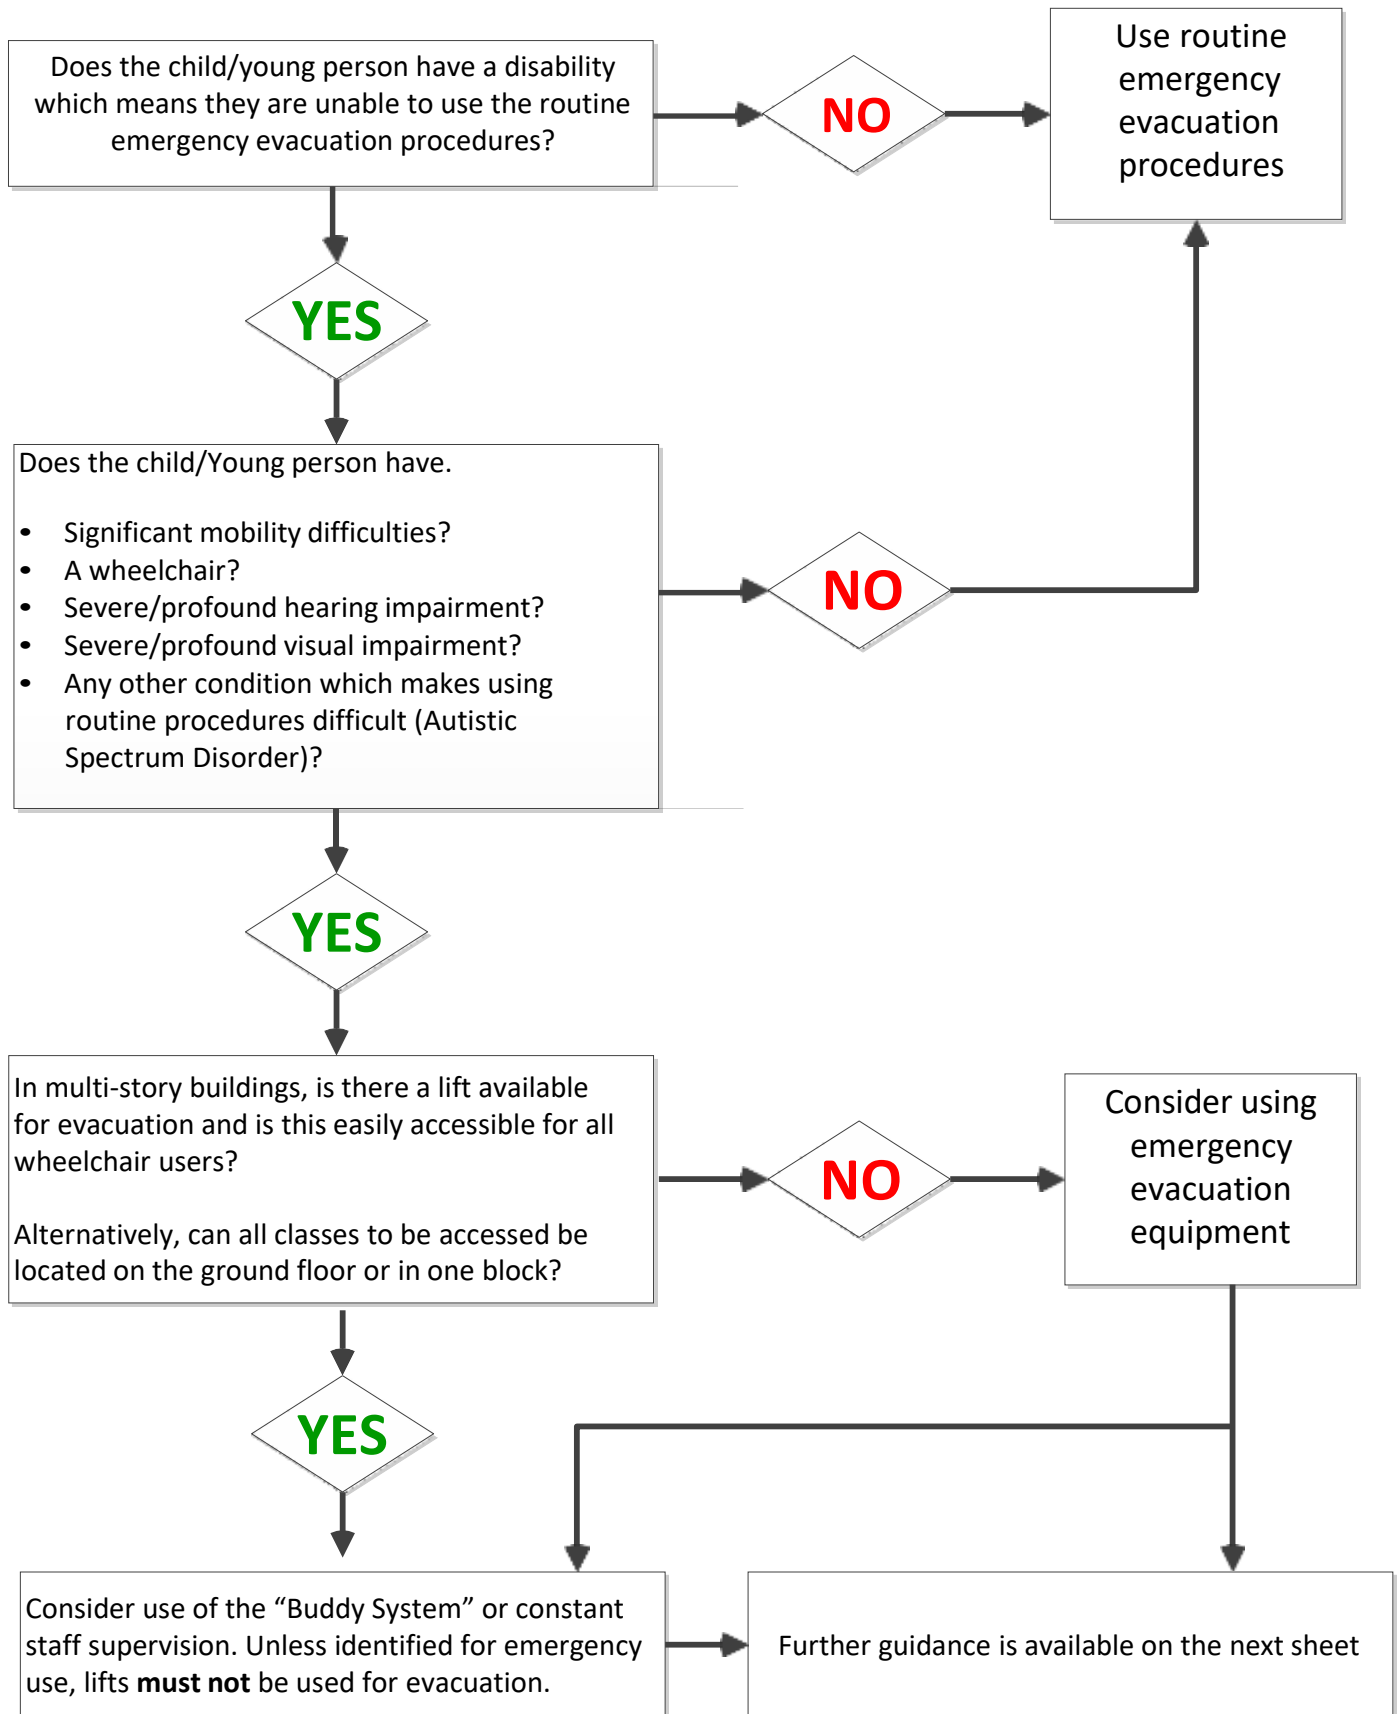 Does the child/young person have a disability
which means they are unable to use the routine
emergency evacuation procedures?
NO
Use routine
emergency
evacuation
procedures
YES
Does the child/Young person have.
• Significant mobility difficulties?
• A wheelchair?
• Severe/profound hearing impairment?
• Severe/profound visual impairment?
• Any other condition which makes using
routine procedures difficult (Autistic
Spectrum Disorder)?
NO
YES
In multi-story buildings, is there a lift available
for evacuation and is this easily accessible for all
wheelchair users?
Alternatively, can all classes to be accessed be
located on the ground floor or in one block?
NO
Consider using
emergency
evacuation
equipment
YES
Consider use of the “Buddy System” or constant
staff supervision. Unless identified for emergency
use, lifts must not be used for evacuation.
Further guidance is available on the next sheet